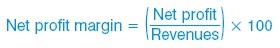 Net profit margin = (Net profit / Revenues) × 100